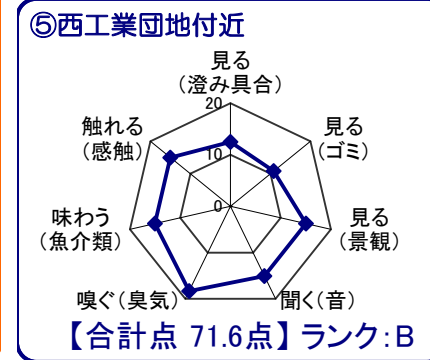 ⑤西工業団地付近
見る
(澄み具合)
20
見る
(ゴミ)
触れる
(感触)
10
0
味わう
(魚介類)
見る
(景観)
嗅ぐ(臭気)
聞く(音)
【合計点 71.6点】ランク:B